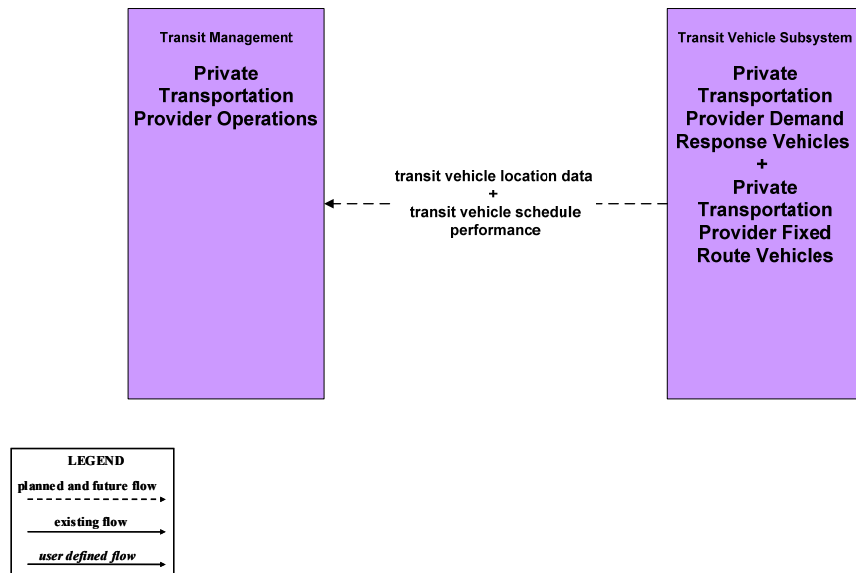 Transit Management
Private
Transportation
Provider Operations
transit vehicle location data
+
transit vehicle schedule
performance
Transit Vehicle Subsystem
Private
Transportation
Provider Demand
Response Vehicles
+
Private
Transportation
Provider Fixed
Route Vehicles
LEGEND
planned and future flow
existing flow
user defined flow